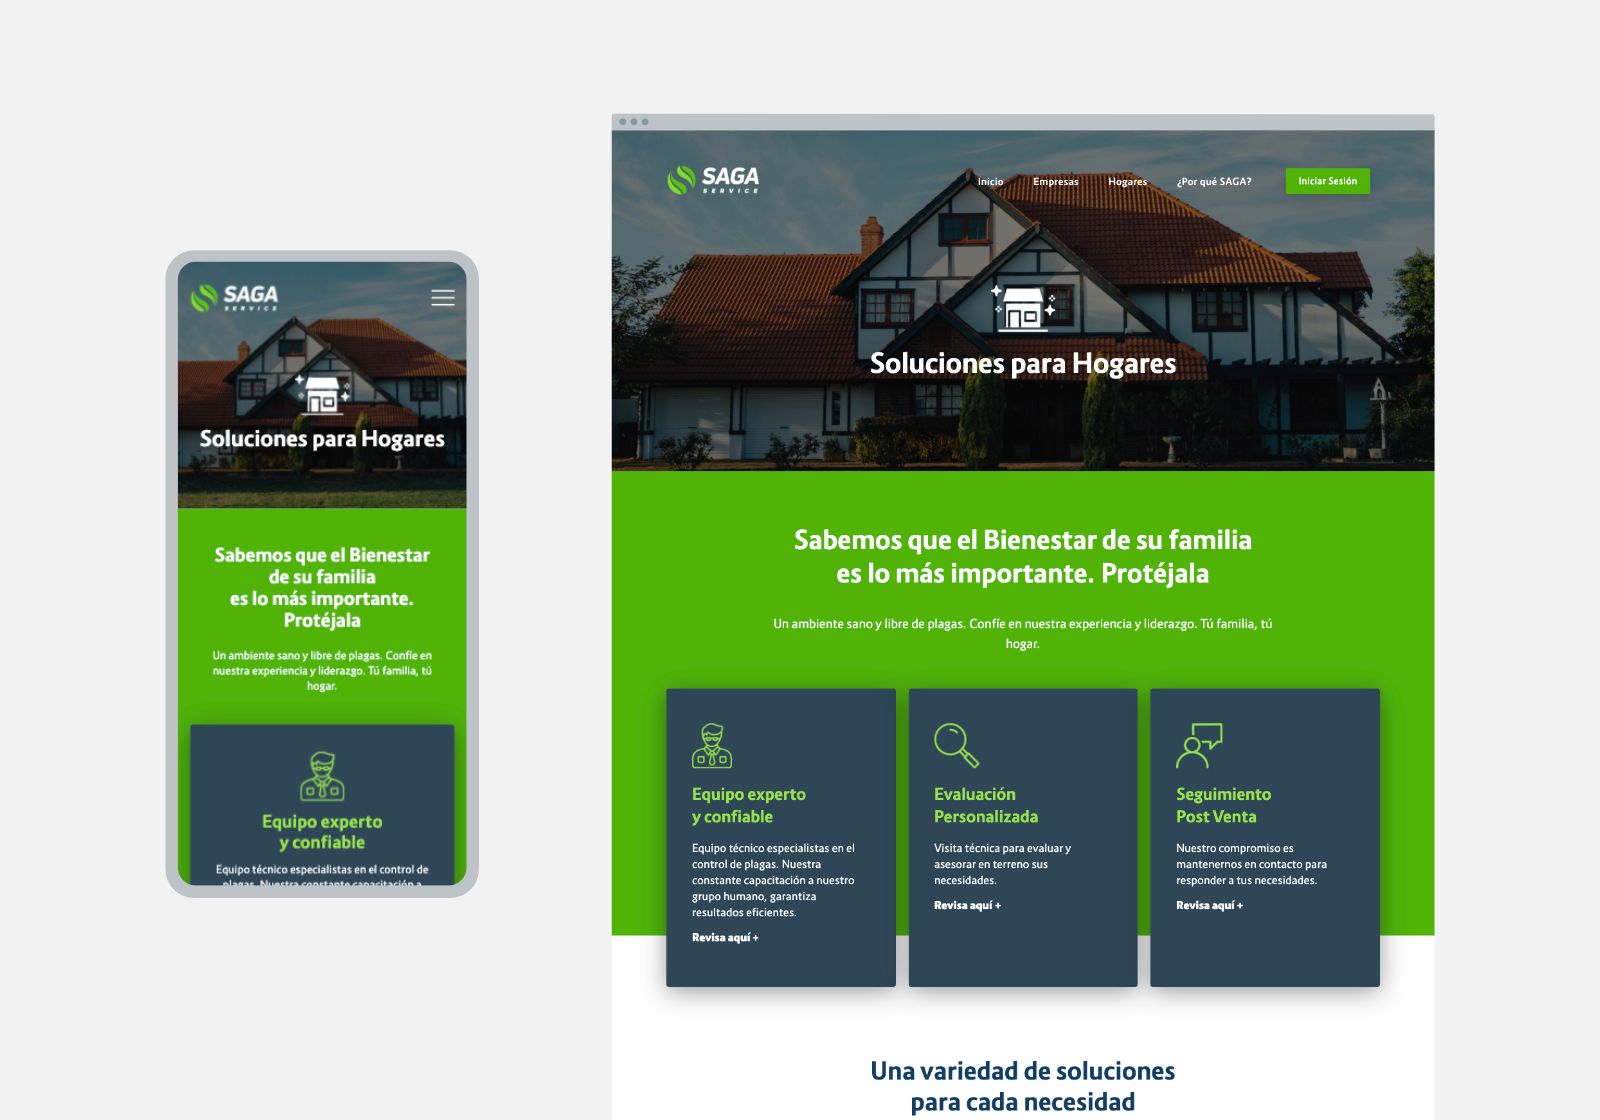 SAGA
SERVICE
Soluciones para Hogares
Sabemos que el Bienestar
de su familia
es lo más importante.
Protéjala
Un ambiente sano y libre de plagas. Confíe en
nuestra experiencia y liderazgo. Tú familia, tú
hogar.
Equipo experto
y confiable
Equipo técnico especialistas en el control de
plagas. Nuestra constante capacitación a
SAGA
SERVICE
Inicio
Empresas
Hogares
¿Por qué SAGA?
Iniciar Sesión
Soluciones para Hogares
Sabemos que el Bienestar de su familia
es lo más importante. Protéjala
Un ambiente sano y libre de plagas. Confíe en nuestra experiencia y liderazgo. Tú familia, tú
hogar.
Equipo experto
y confiable
Equipo técnico especialistas en el
control de plagas. Nuestra
constante capacitación a nuestro
grupo humano, garantiza
resultados eficientes.
Revisa aquí +
Evaluación
Personalizada
Visita técnica para evaluar y
asesorar en terreno sus
necesidades.
Revisa aquí +
Seguimiento
Post Venta
Nuestro compromiso es
mantenernos en contacto para
responder a tus necesidades.
Revisa aquí +
Una variedad de soluciones
para cada necesidad